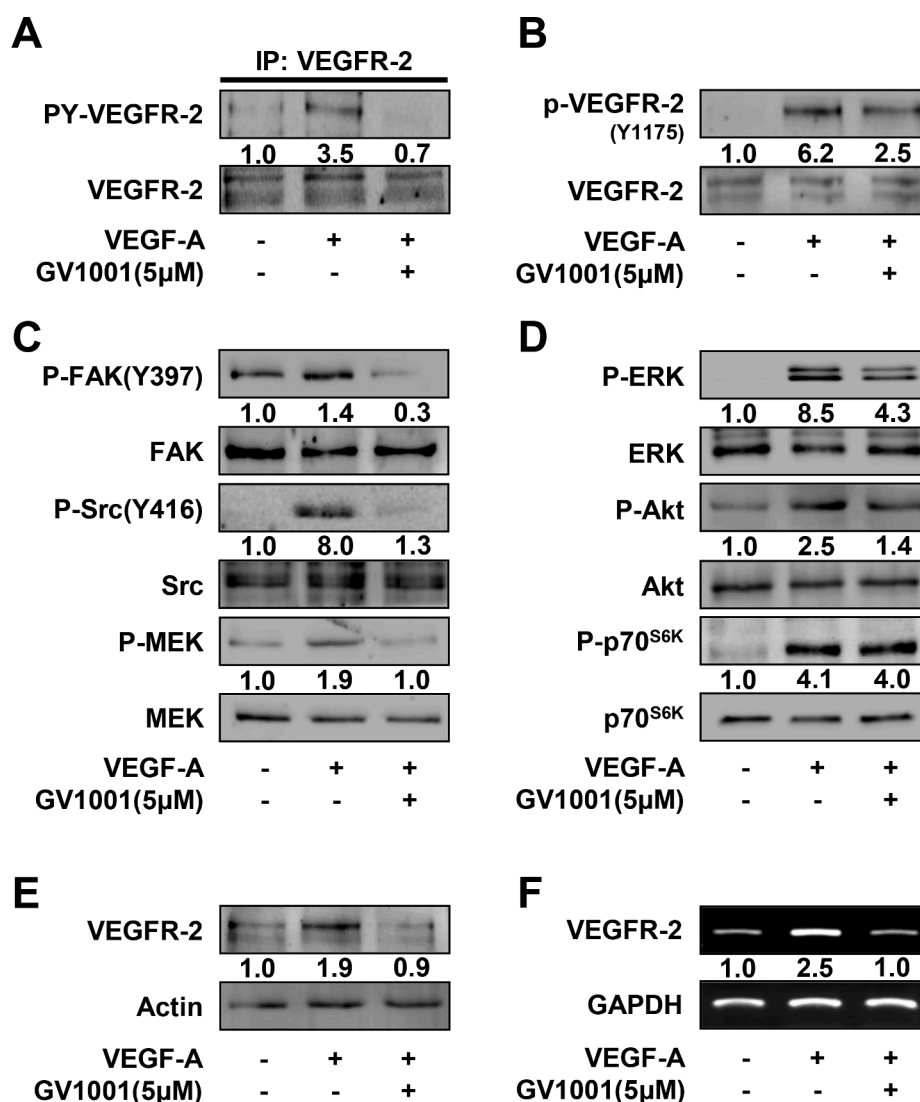 A
IP: VEGFR-2
PY-VEGFR-2
1.0 3.5 0.7
VEGFR-2
VEGF-A - + +
GV1001(5µM) - - +
B
p-VEGFR-2
(Y1175)
1.0 6.2 2.5
VEGFR-2
VEGF-A - + +
GV1001(5µM) - - +
C
P-FAK(Y397)
1.0 1.4 0.3
FAK
P-Src(Y416)
1.0 8.0 1.3
Src
P-MEK
1.0 1.9 1.0
MEK
VEGF-A - + +
GV1001(5µM) - - +
D
P-ERK
1.0 8.5 4.3
ERK
P-Akt
1.0 2.5 1.4
Akt
P-p70S6K
1.0 4.1 4.0
p70S6K
VEGF-A - + +
GV1001(5µM) - - +
E
VEGFR-2
1.0 1.9 0.9
Actin
VEGF-A - + +
GV1001(5µM) - - +
F
VEGFR-2
1.0 2.5 1.0
GAPDH
VEGF-A - + +
GV1001(5µM) - - +